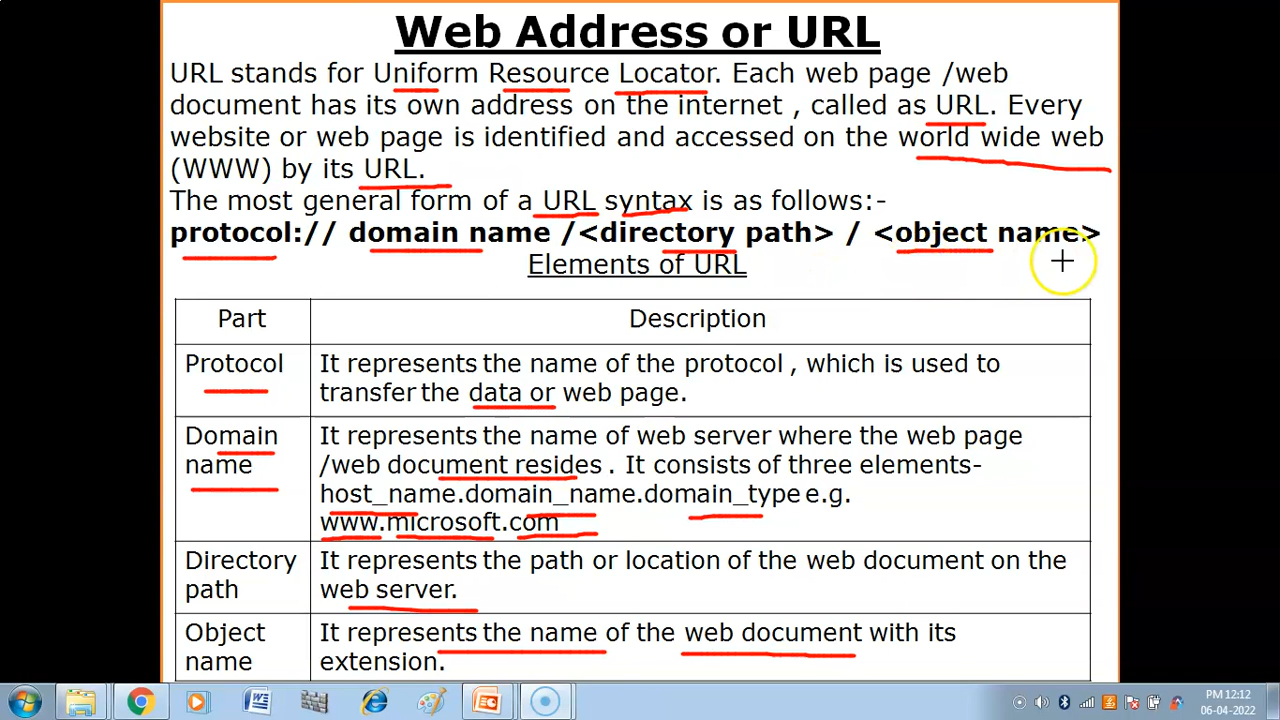 Web Address or URL
URL stands for Uniform Resource Locator. Each web page /web
document has its own address on the internet , called as URL. Every
website or web page is identified and accessed on the world wide web
(WWW) by its URL.
The most general form of a URL syntax is as follows:-
protocol:// domain name /<directory path> / <object name>
Elements of URL
Part Description
Protocol It represents the name of the protocol , which is used to
transfer the data or web page.
Domain It represents the name of web server where the web page
name /web document resides . It consists of three elements-
host_name.domain_name.domain_type e.g.
www.microsoft.com
Directory It represents the path or location of the web document on the
path web server.
Object It represents the name of the web document with its
name extension.
PM 12:12
06-04-2022